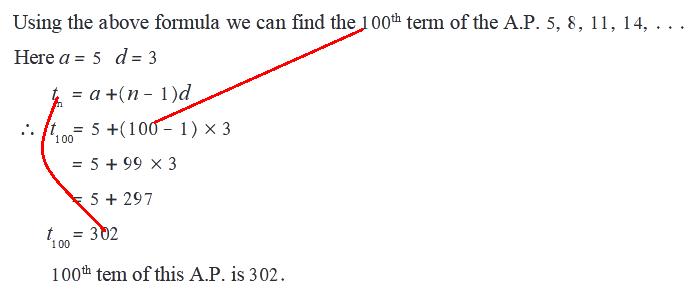 Using the above formula we can find the 100th term of the A.P. 5, 8, 11, 14, . . .
Here a = 5 d = 3
tn = a +(n − 1)d
∴ t100 = 5 +(100 − 1) × 3
= 5 + 99 × 3
= 5 + 297
t100 = 302
100th tem of this A.P. is 302.